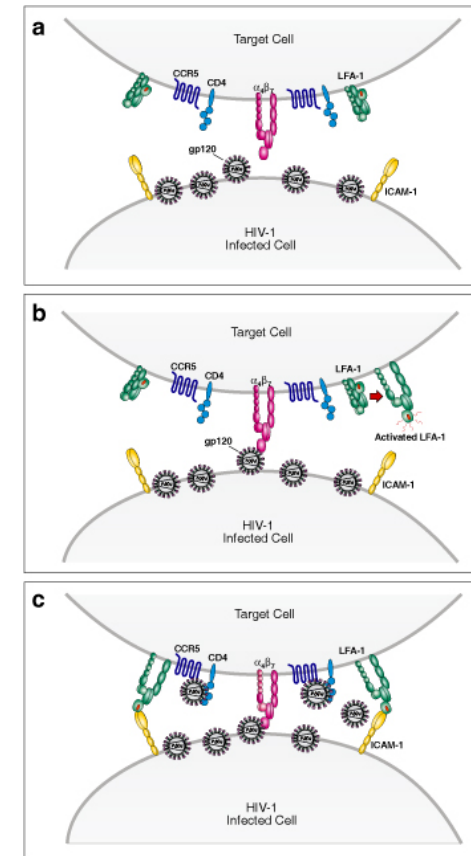 a
Target Cell
CCR5
CD4
α₄β₇
LFA-1
gp120
ICAM-1
HIV-1
Infected Cell
b
Target Cell
CCR5
CD4
α₄β₇
LFA-1
Activated LFA-1
gp120
ICAM-1
HIV-1
Infected Cell
c
Target Cell
CCR5
CD4
α₄β₇
LFA-1
ICAM-1
HIV-1
Infected Cell